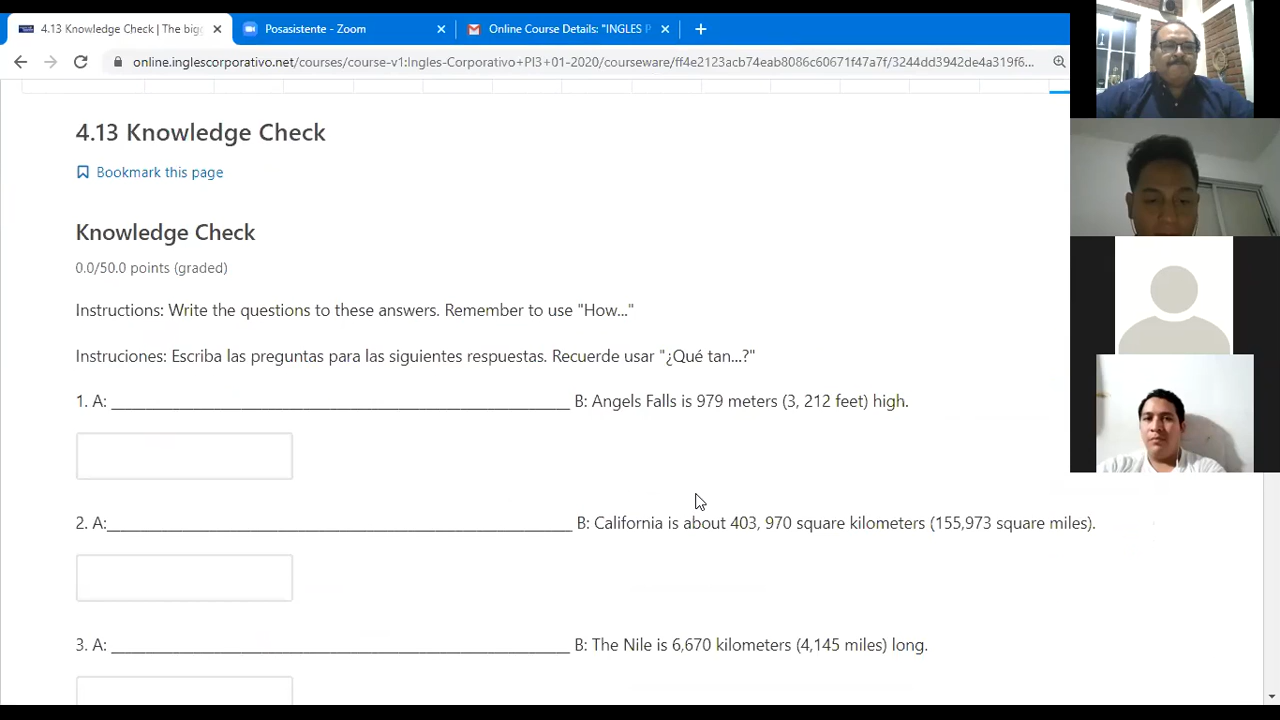 4.13 Knowledge Check | The bigg
Posasistente - Zoom
Online Course Details: "INGLES P
online.inglescorporativo.net/courses/course-v1:Ingles-Corporativo+PI3+01-2020/courseware/ff4e2123acb74eab8086c60671f47a7f/3244dd3942de4a319f6...
4.13 Knowledge Check
Bookmark this page
Knowledge Check
0.0/50.0 points (graded)
Instructions: Write the questions to these answers. Remember to use "How..."
Instruciones: Escriba las preguntas para las siguientes respuestas. Recuerde usar "¿Qué tan...?"
1. A: ______________________________________________________ B: Angels Falls is 979 meters (3, 212 feet) high.
2. A:______________________________________________________ B: California is about 403, 970 square kilometers (155,973 square miles).
3. A: ______________________________________________________ B: The Nile is 6,670 kilometers (4,145 miles) long.